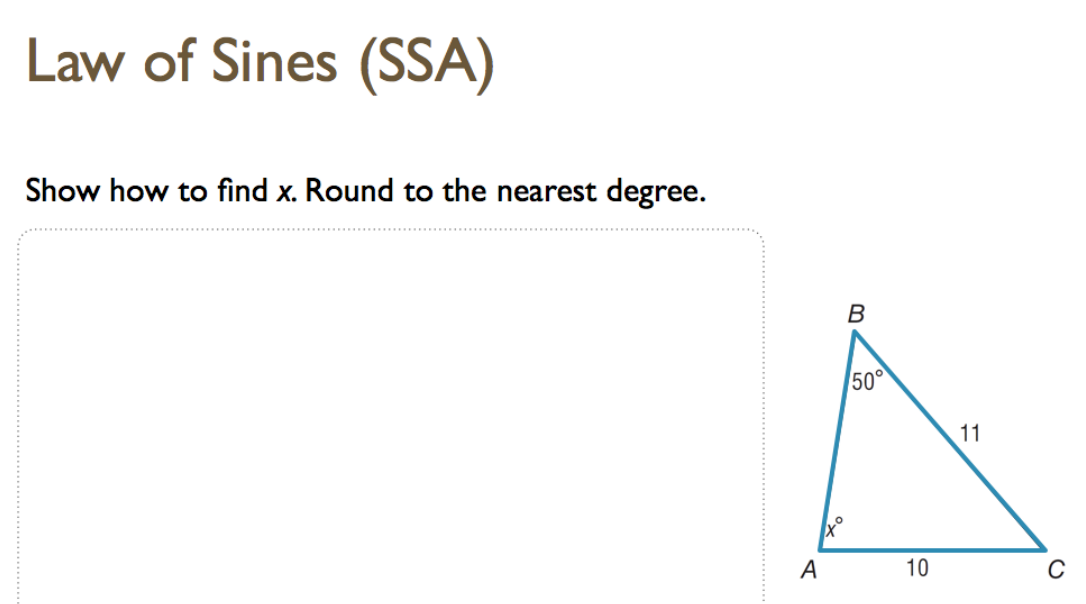 Law of Sines (SSA)
Show how to find x. Round to the nearest degree.
B
50°
11
x°
A
10
C